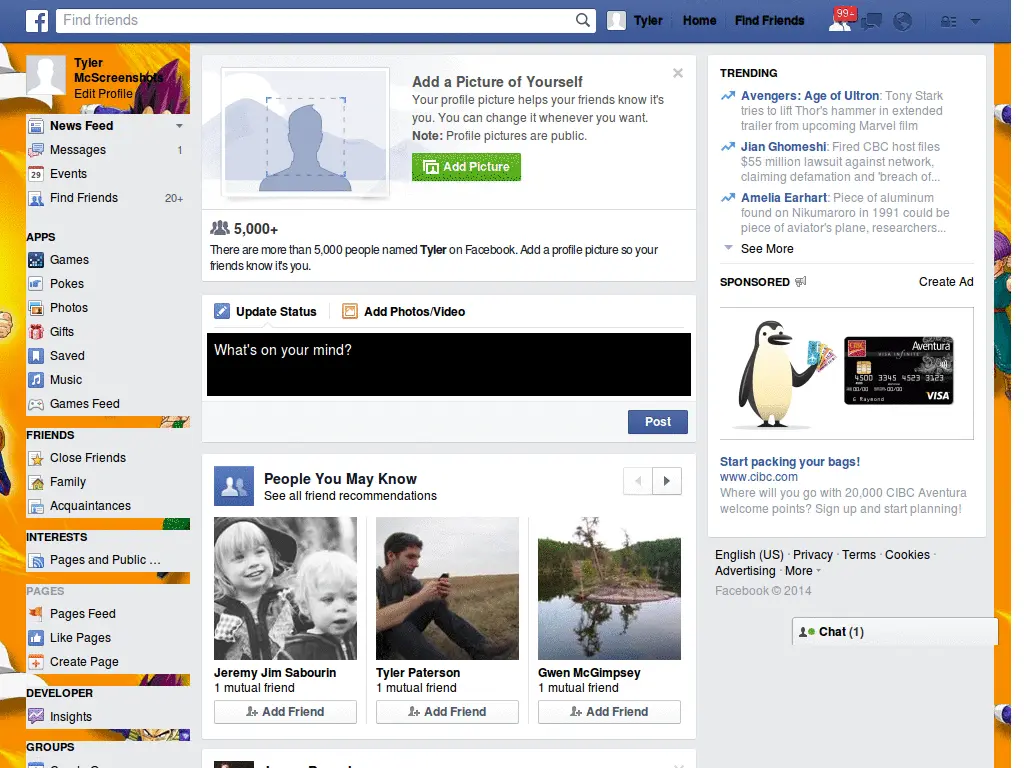 Find friends
Tyler
Home
Find Friends
99+
Tyler
McScreenshots
Edit Profile
News Feed
Messages 1
29 Events
Find Friends 20+
APPS
Games
Pokes
Photos
Gifts
Saved
Music
Games Feed
FRIENDS
Close Friends
Family
Acquaintances
INTERESTS
Pages and Public ...
PAGES
Pages Feed
Like Pages
Create Page
DEVELOPER
Insights
GROUPS
Add a Picture of Yourself
Your profile picture helps your friends know it's
you. You can change it whenever you want.
Note: Profile pictures are public.
Add Picture
5,000+
There are more than 5,000 people named Tyler on Facebook. Add a profile picture so your
friends know it's you.
Update Status
Add Photos/Video
What's on your mind?
Post
People You May Know
See all friend recommendations
Jeremy Jim Sabourin
1 mutual friend
Add Friend
Tyler Paterson
1 mutual friend
Add Friend
Gwen McGimpsey
1 mutual friend
Add Friend
TRENDING
Avengers: Age of Ultron: Tony Stark
tries to lift Thor's hammer in extended
trailer from upcoming Marvel film
Jian Ghomeshi: Fired CBC host files
$55 million lawsuit against network,
claiming defamation and 'breach of...
Amelia Earhart: Piece of aluminum
found on Nikumaroro in 1991 could be
piece of aviator's plane, researchers...
See More
SPONSORED
Create Ad
CIBC
Aventura
VISA INFINITE
4500 3345 4523 3123
00/00 00/00
E Raymond
VISA
Start packing your bags!
www.cibc.com
Where will you go with 20,000 CIBC Aventura
welcome points? Sign up and start planning!
English (US) · Privacy · Terms · Cookies ·
Advertising · More
Facebook © 2014
Chat (1)